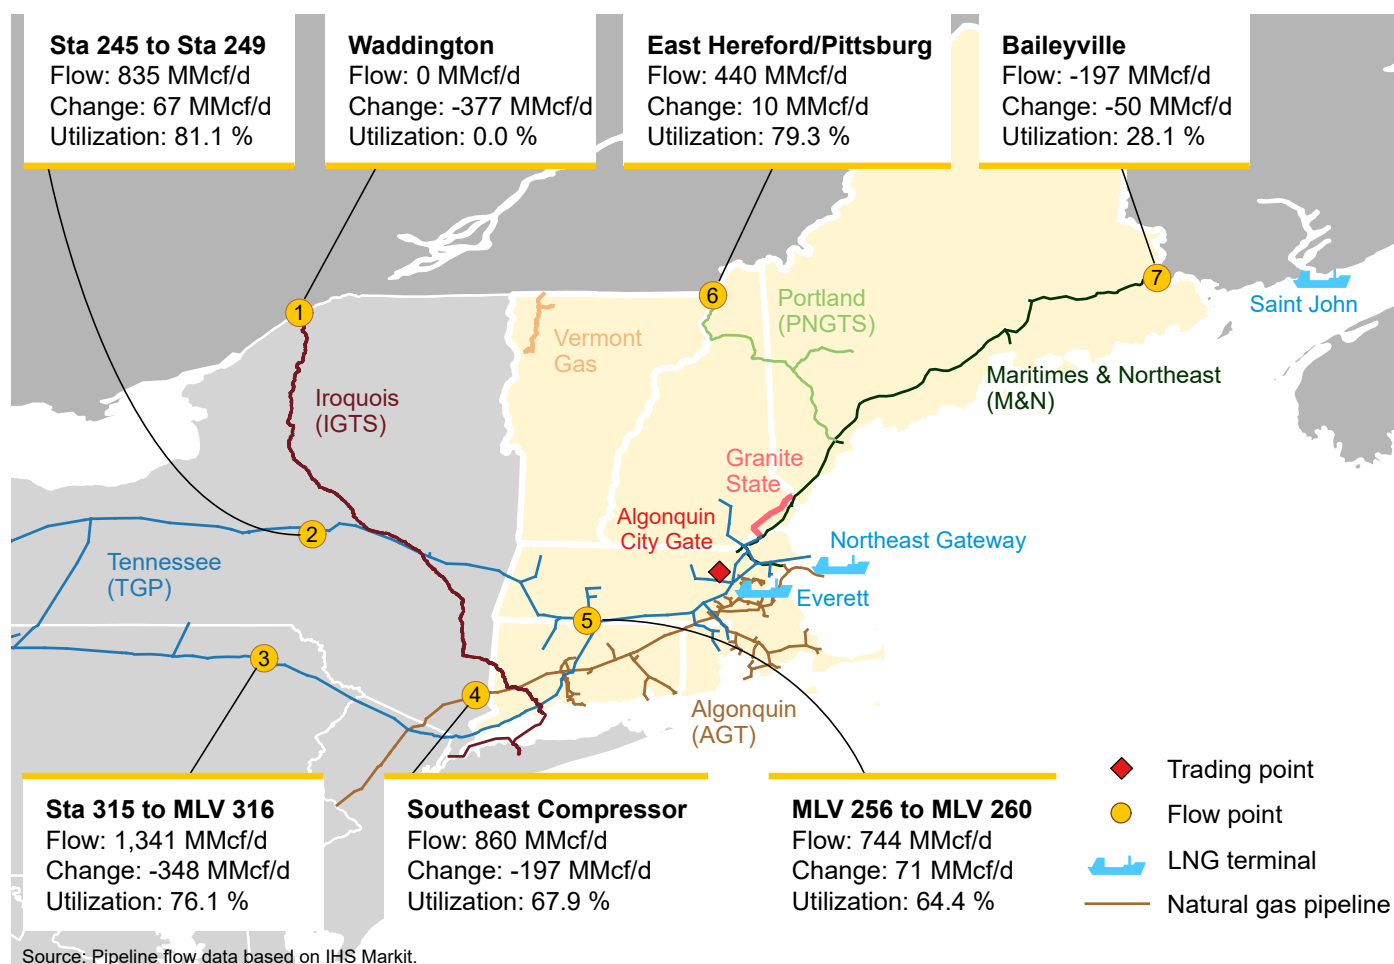 Sta 245 to Sta 249
Flow: 835 MMcf/d
Change: 67 MMcf/d
Utilization: 81.1 %
Waddington
Flow: 0 MMcf/d
Change: -377 MMcf/d
Utilization: 0.0 %
East Hereford/Pittsburg
Flow: 440 MMcf/d
Change: 10 MMcf/d
Utilization: 79.3 %
Baileyville
Flow: -197 MMcf/d
Change: -50 MMcf/d
Utilization: 28.1 %
1
6
7
Saint John
Portland
(PNGTS)
Vermont
Gas
Iroquois
(IGTS)
Maritimes & Northeast
(M&N)
Granite
State
Algonquin
City Gate
2
Northeast Gateway
Tennessee
(TGP)
Everett
5
3
4
Algonquin
(AGT)
Sta 315 to MLV 316
Flow: 1,341 MMcf/d
Change: -348 MMcf/d
Utilization: 76.1 %
Southeast Compressor
Flow: 860 MMcf/d
Change: -197 MMcf/d
Utilization: 67.9 %
MLV 256 to MLV 260
Flow: 744 MMcf/d
Change: 71 MMcf/d
Utilization: 64.4 %
Trading point
Flow point
LNG terminal
Natural gas pipeline
Source: Pipeline flow data based on IHS Markit.